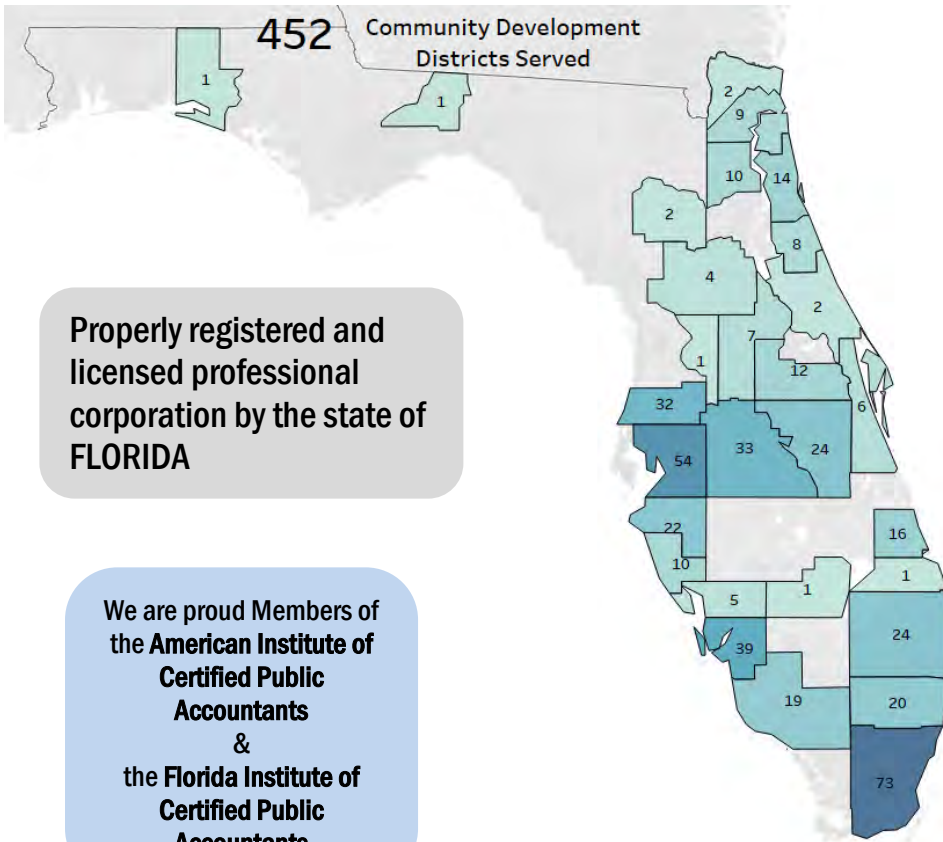 452
Community Development
Districts Served
1
1
2
9
10
14
2
8
4
2
7
1
12
6
32
33
24
54
22
16
10
1
1
5
24
39
19
20
73
Properly registered and
licensed professional
corporation by the state of
FLORIDA
We are proud Members of
the American Institute of
Certified Public
Accountants
&
the Florida Institute of
Certified Public
Accountants